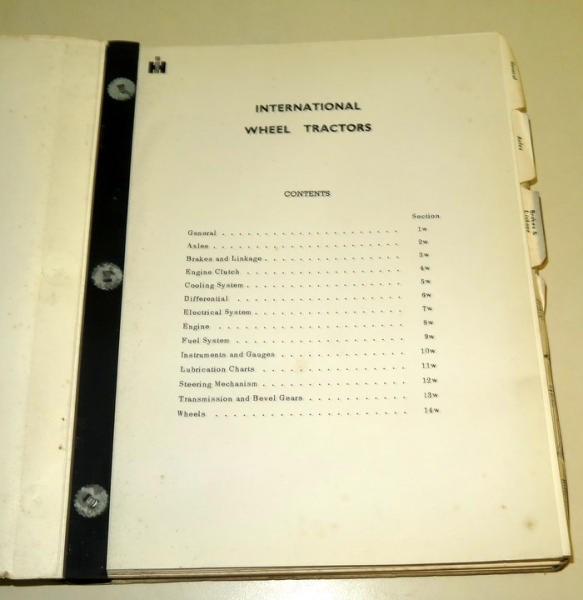 IH
INTERNATIONAL
WHEEL TRACTORS
CONTENTS
Section
General . . . . . . . . . . . . . . . . . . . . 1w
Axles . . . . . . . . . . . . . . . . . . . . 2w
Brakes and Linkage . . . . . . . . . . . . . . . . 3w
Engine Clutch . . . . . . . . . . . . . . . . . . 4w
Cooling System . . . . . . . . . . . . . . . . . . 5w
Differential . . . . . . . . . . . . . . . . . . 6w
Electrical System . . . . . . . . . . . . . . . . . 7w
Engine . . . . . . . . . . . . . . . . . . . . 8w
Fuel System . . . . . . . . . . . . . . . . . . 9w
Instruments and Gauges . . . . . . . . . . . . . . 10w
Lubrication Charts . . . . . . . . . . . . . . . . 11w
Steering Mechanism . . . . . . . . . . . . . . . . 12w
Transmission and Bevel Gears . . . . . . . . . . . 13w
Wheels . . . . . . . . . . . . . . . . . . . . 14w
General
Axles